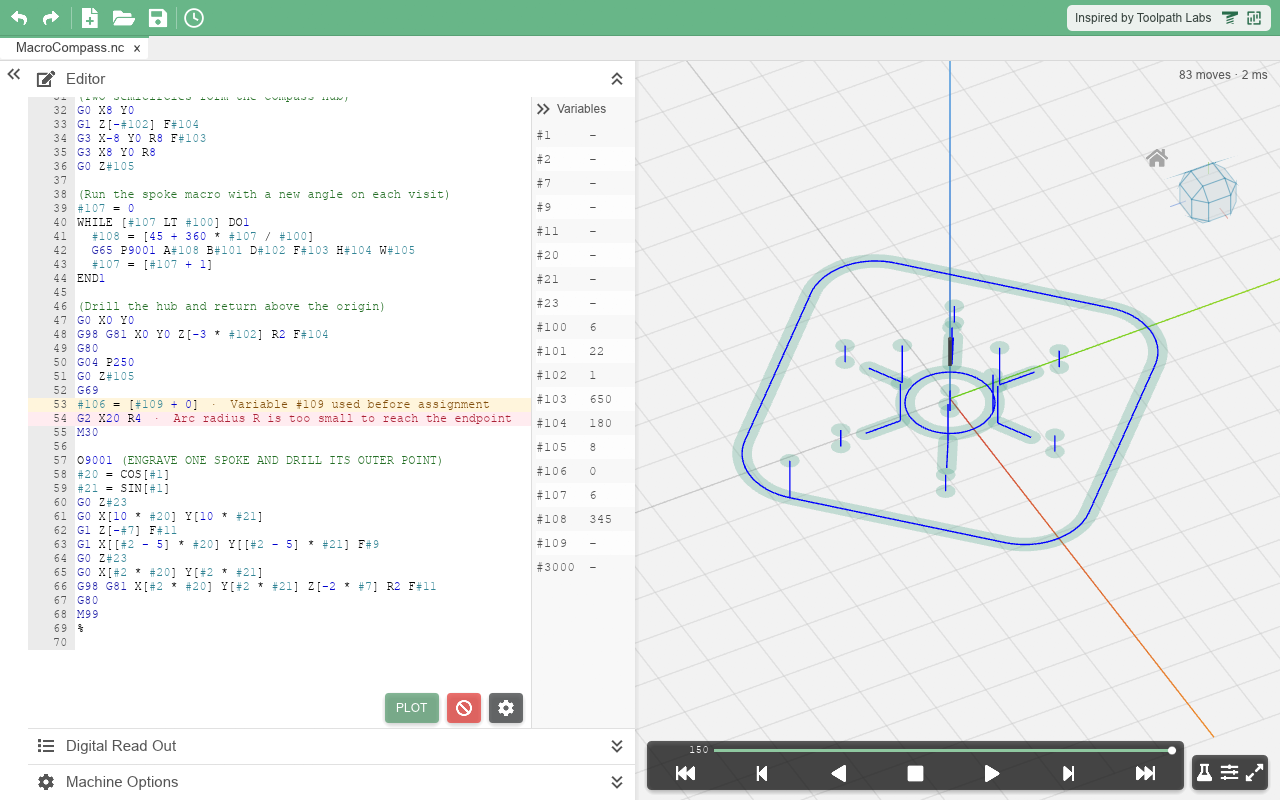 Inspired by Toolpath Labs
MacroCompass.nc x
Editor
31 (Two semicircles form the compass hub)
32 G0 X8 Y0
33 G1 Z[-#102] F#104
34 G3 X-8 Y0 R8 F#103
35 G3 X8 Y0 R8
36 G0 Z#105
37
38 (Run the spoke macro with a new angle on each visit)
39 #107 = 0
40 WHILE [#107 LT #100] DO1
41 #108 = [45 + 360 * #107 / #100]
42 G65 P9001 A#108 B#101 D#102 F#103 H#104 W#105
43 #107 = [#107 + 1]
44 END1
45
46 (Drill the hub and return above the origin)
47 G0 X0 Y0
48 G98 G81 X0 Y0 Z[-3 * #102] R2 F#104
49 G80
50 G04 P250
51 G0 Z#105
52 G69
53 #106 = [#109 + 0] · Variable #109 used before assignment
54 G2 X20 R4 · Arc radius R is too small to reach the endpoint
55 M30
56
57 O9001 (ENGRAVE ONE SPOKE AND DRILL ITS OUTER POINT)
58 #20 = COS[#1]
59 #21 = SIN[#1]
60 G0 Z#23
61 G0 X[10 * #20] Y[10 * #21]
62 G1 Z[-#7] F#11
63 G1 X[[#2 - 5] * #20] Y[[#2 - 5] * #21] F#9
64 G0 Z#23
65 G0 X[#2 * #20] Y[#2 * #21]
66 G98 G81 X[#2 * #20] Y[#2 * #21] Z[-2 * #7] R2 F#11
67 G80
68 M99
69 %
70
PLOT
Variables
#1 –
#2 –
#7 –
#9 –
#11 –
#20 –
#21 –
#23 –
#100 6
#101 22
#102 1
#103 650
#104 180
#105 8
#106 0
#107 6
#108 345
#109 –
#3000 –
Digital Read Out
Machine Options
83 moves · 2 ms
150